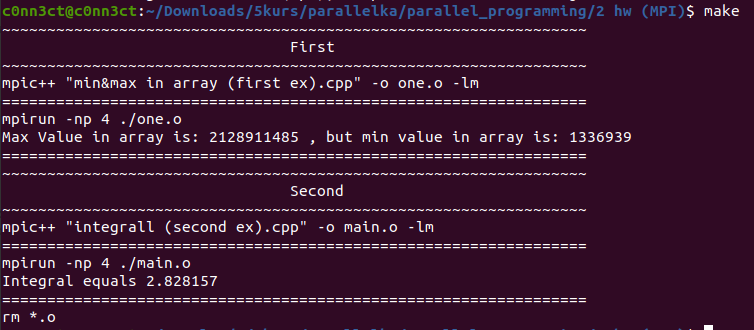 c0nn3ct@c0nn3ct:~/Downloads/5kurs/parallelka/parallel_programming/2 hw (MPI)$ make
~~~~~~~~~~~~~~~~~~~~~~~~~~~~~~~~~~~~~~~~~~~~~~~~~~~~~~~~~~~~~~~~~~~~~~~~~
First
~~~~~~~~~~~~~~~~~~~~~~~~~~~~~~~~~~~~~~~~~~~~~~~~~~~~~~~~~~~~~~~~~~~~~~~~~
mpic++ "min&max in array (first ex).cpp" -o one.o -lm
=========================================================================
mpirun -np 4 ./one.o
Max Value in array is: 2128911485 , but min value in array is: 1336939
=========================================================================
~~~~~~~~~~~~~~~~~~~~~~~~~~~~~~~~~~~~~~~~~~~~~~~~~~~~~~~~~~~~~~~~~~~~~~~~~
Second
~~~~~~~~~~~~~~~~~~~~~~~~~~~~~~~~~~~~~~~~~~~~~~~~~~~~~~~~~~~~~~~~~~~~~~~~~
mpic++ "integrall (second ex).cpp" -o main.o -lm
=========================================================================
mpirun -np 4 ./main.o
Integral equals 2.828157
=========================================================================
rm *.o